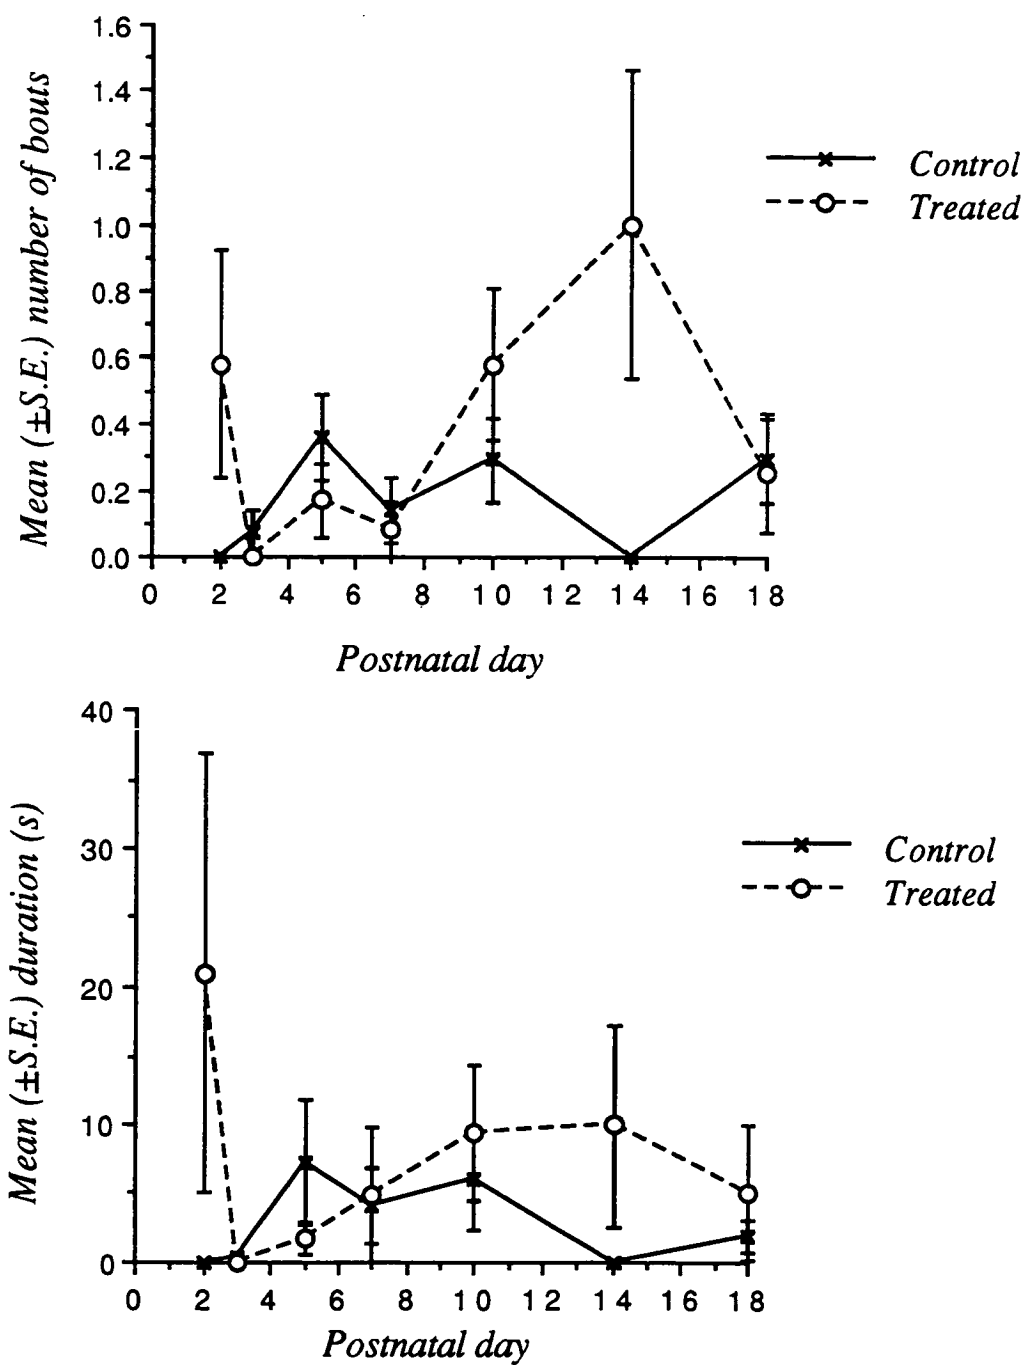 1.6
1.4
1.2
1.0
0.8
0.6
0.4
0.2
0.0
0 2 4 6 8 10 12 14 16 18
Mean (±S.E.) number of bouts
Postnatal day
Control
Treated
40
30
20
10
0
0 2 4 6 8 10 12 14 16 18
Mean (±S.E.) duration (s)
Postnatal day
Control
Treated